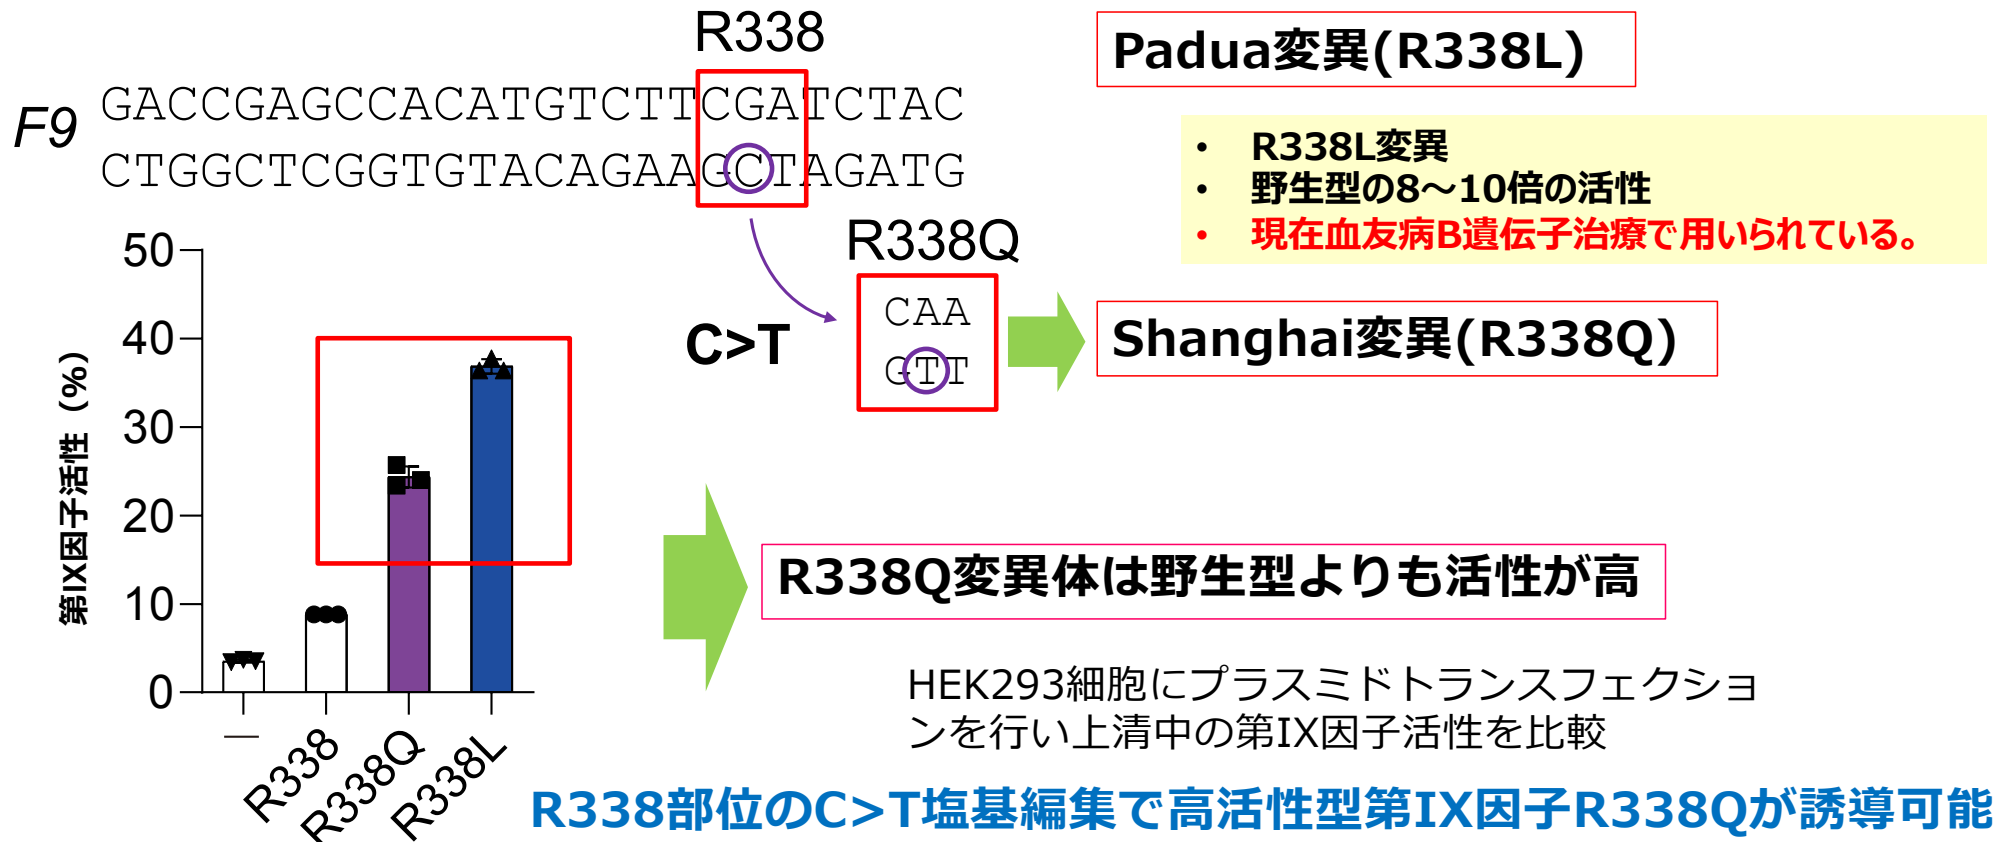 R338
F9
GACCGAGCCACATGTCTTCGATCTAC
CTGGCTCGGTGTACAGAAGCTAGATG
Padua変異(R338L)
• R338L変異
• 野生型の8～10倍の活性
• 現在血友病B遺伝子治療で用いられている。
R338Q
C>T
CAA
GTT
Shanghai変異(R338Q)
第IX因子活性（%）
50
40
30
20
10
0
—
R338
R338Q
R338L
R338Q変異体は野生型よりも活性が高
HEK293細胞にプラスミドトランスフェクショ
ンを行い上清中の第IX因子活性を比較
R338部位のC>T塩基編集で高活性型第IX因子R338Qが誘導可能